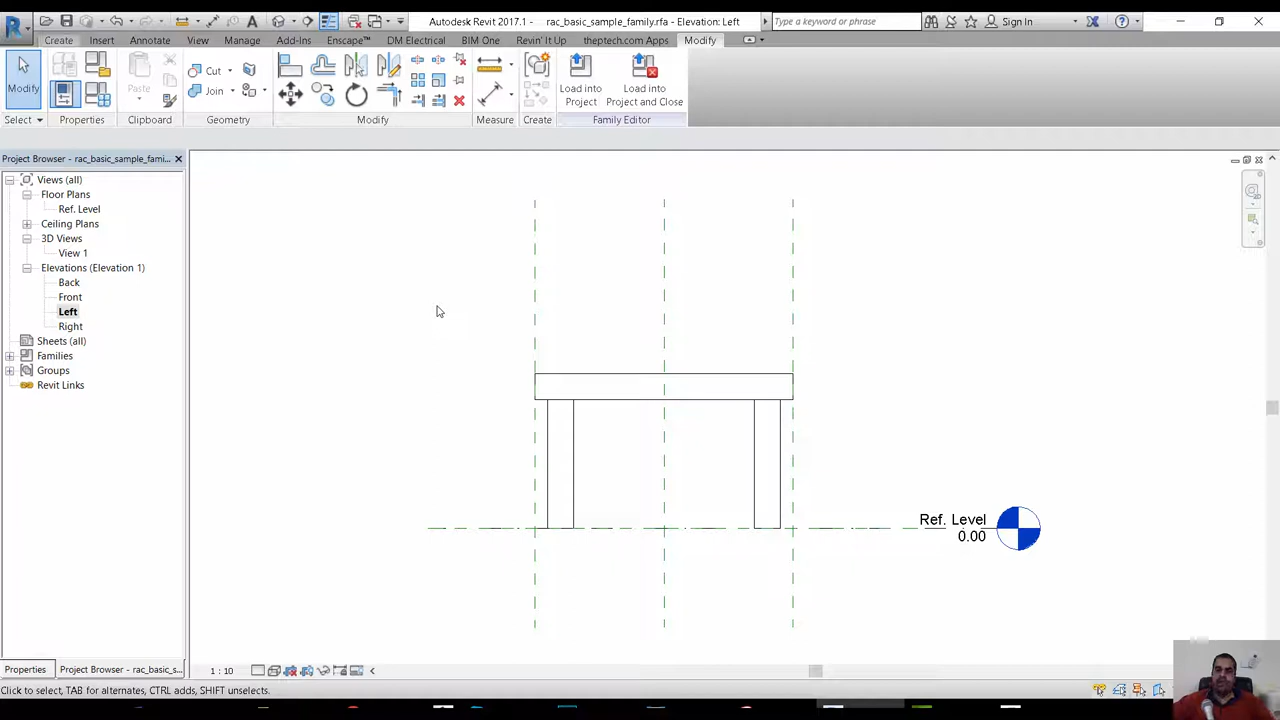 Autodesk Revit 2017.1 - rac_basic_sample_family.rfa - Elevation: Left
Type a keyword or phrase
Sign In
Create Insert Annotate View Manage Add-Ins Enscape™ DM Electrical BIM One Revin' It Up theptech.com Apps Modify
Modify
Paste
Cut
Join
Load into
Project
Load into
Project and Close
Select Properties Clipboard Geometry Modify Measure Create Family Editor
Project Browser - rac_basic_sample_fami...
Views (all)
Floor Plans
Ref. Level
Ceiling Plans
3D Views
View 1
Elevations (Elevation 1)
Back
Front
Left
Right
Sheets (all)
Families
Groups
Revit Links
Ref. Level
0.00
Properties
Project Browser - rac_basic_s...
1 : 10
Click to select, TAB for alternates, CTRL adds, SHIFT unselects.